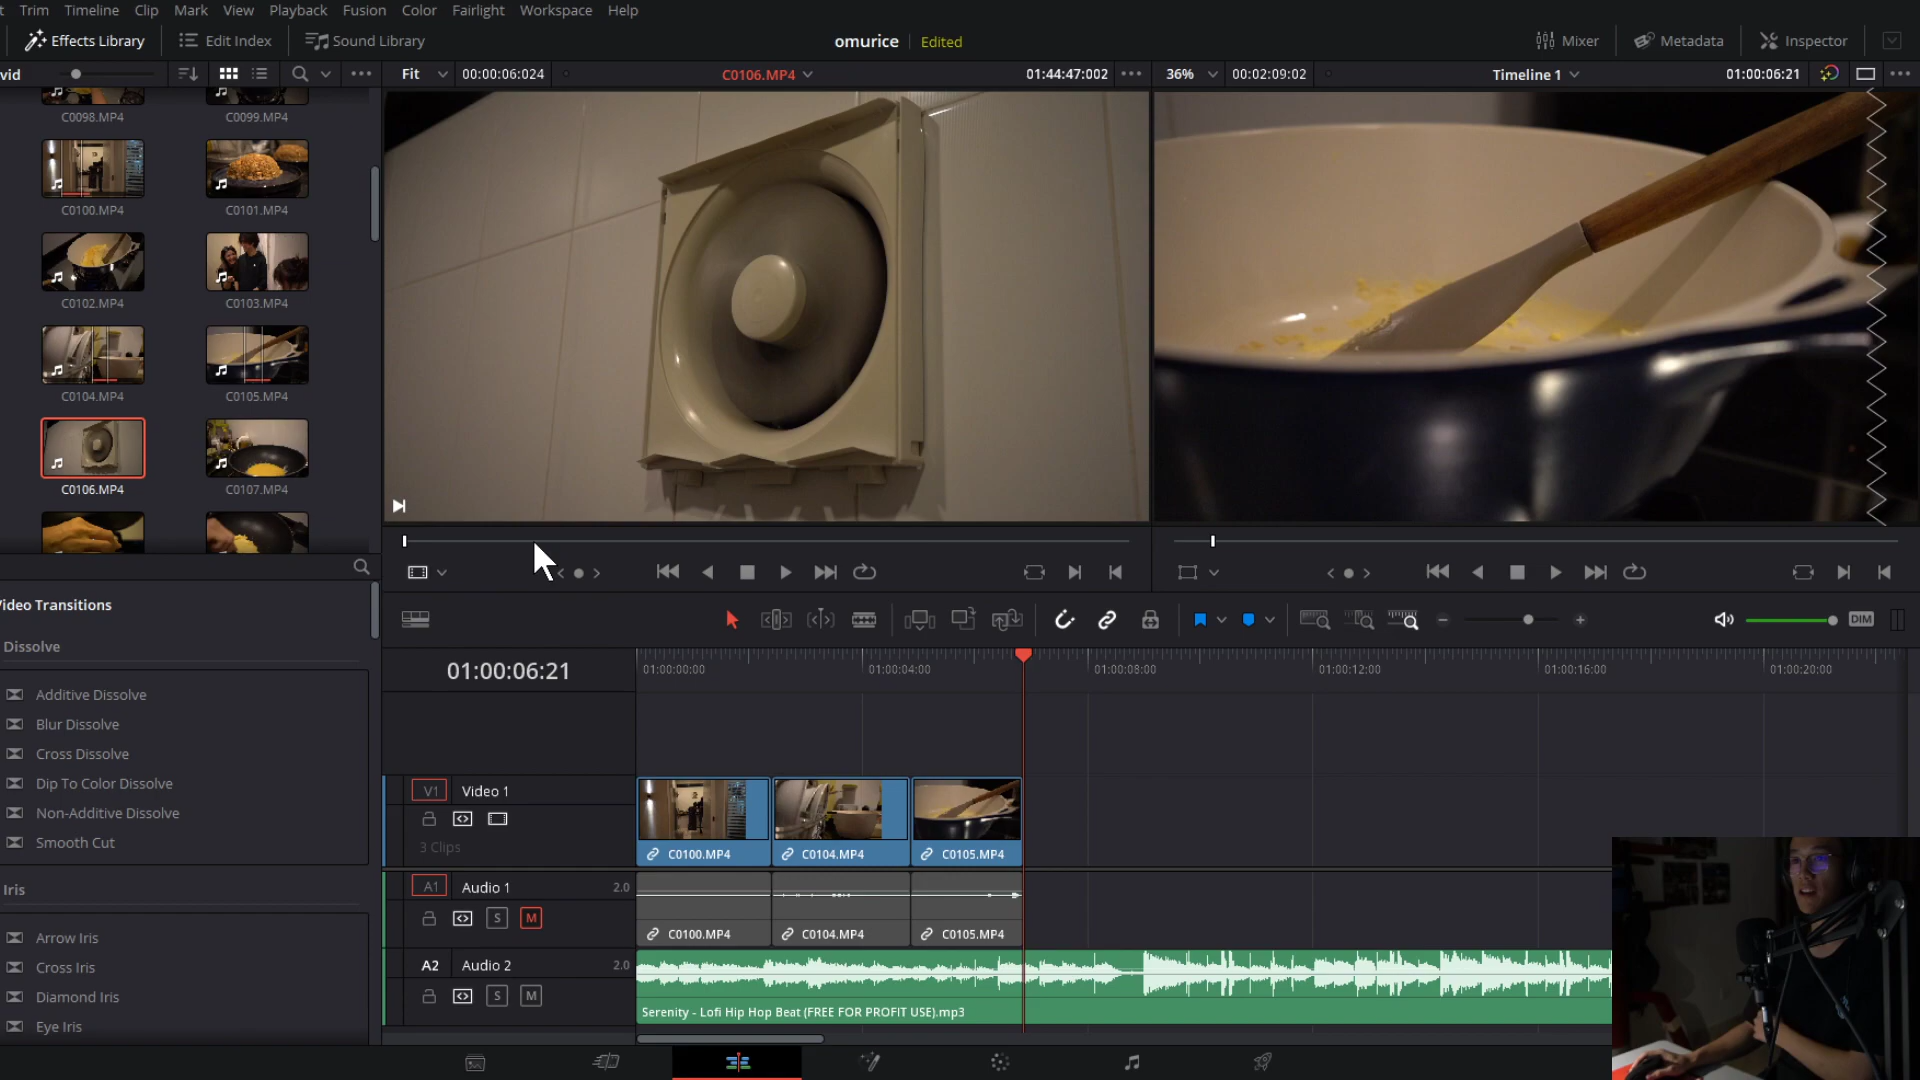 Trim Timeline Clip Mark View Playback Fusion Color Fairlight Workspace Help
Effects Library Edit Index Sound Library omurice Edited Mixer Metadata Inspector
vid Fit 00:00:06:024 C0106.MP4 01:44:47:002 36% 00:02:09:02 Timeline 1 01:00:06:21
C0098.MP4 C0099.MP4
C0100.MP4 C0101.MP4
C0102.MP4 C0103.MP4
C0104.MP4 C0105.MP4
C0106.MP4 C0107.MP4
Video Transitions
Dissolve
Additive Dissolve
Blur Dissolve
Cross Dissolve
Dip To Color Dissolve
Non-Additive Dissolve
Smooth Cut
Iris
Arrow Iris
Cross Iris
Diamond Iris
Eye Iris
DIM
01:00:06:21 01:00:00:00 01:00:04:00 01:00:08:00 01:00:12:00 01:00:16:00 01:00:20:00
V1 Video 1
3 Clips C0100.MP4 C0104.MP4 C0105.MP4
A1 Audio 1 2.0
S M C0100.MP4 C0104.MP4 C0105.MP4
A2 Audio 2 2.0
S M
Serenity - Lofi Hip Hop Beat (FREE FOR PROFIT USE).mp3